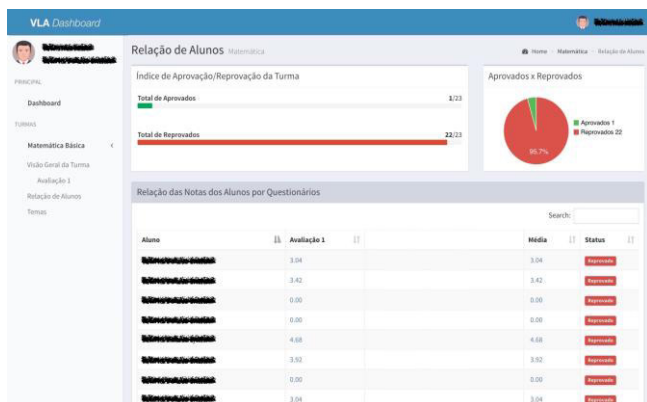 VLA Dashboard
Relação de Alunos Matemática
Home Matemática Relação de Alunos
PRINCIPAL
Dashboard
TURMAS
Matemática Básica
Visão Geral da Turma
Avaliação 1
Relação de Alunos
Temas
Índice de Aprovação/Reprovação da Turma
Total de Aprovados 1/23
Total de Reprovados 22/23
Aprovados x Reprovados
95.7%
Aprovados 1
Reprovados 22
Relação das Notas dos Alunos por Questionários
Search:
Aluno Avaliação 1 Média Status
3.04 3.04 Reprovado
3.42 3.42 Reprovado
0.00 0.00 Reprovado
0.00 0.00 Reprovado
4.68 4.68 Reprovado
3.92 3.92 Reprovado
0.00 0.00 Reprovado
3.04 3.04 Reprovado